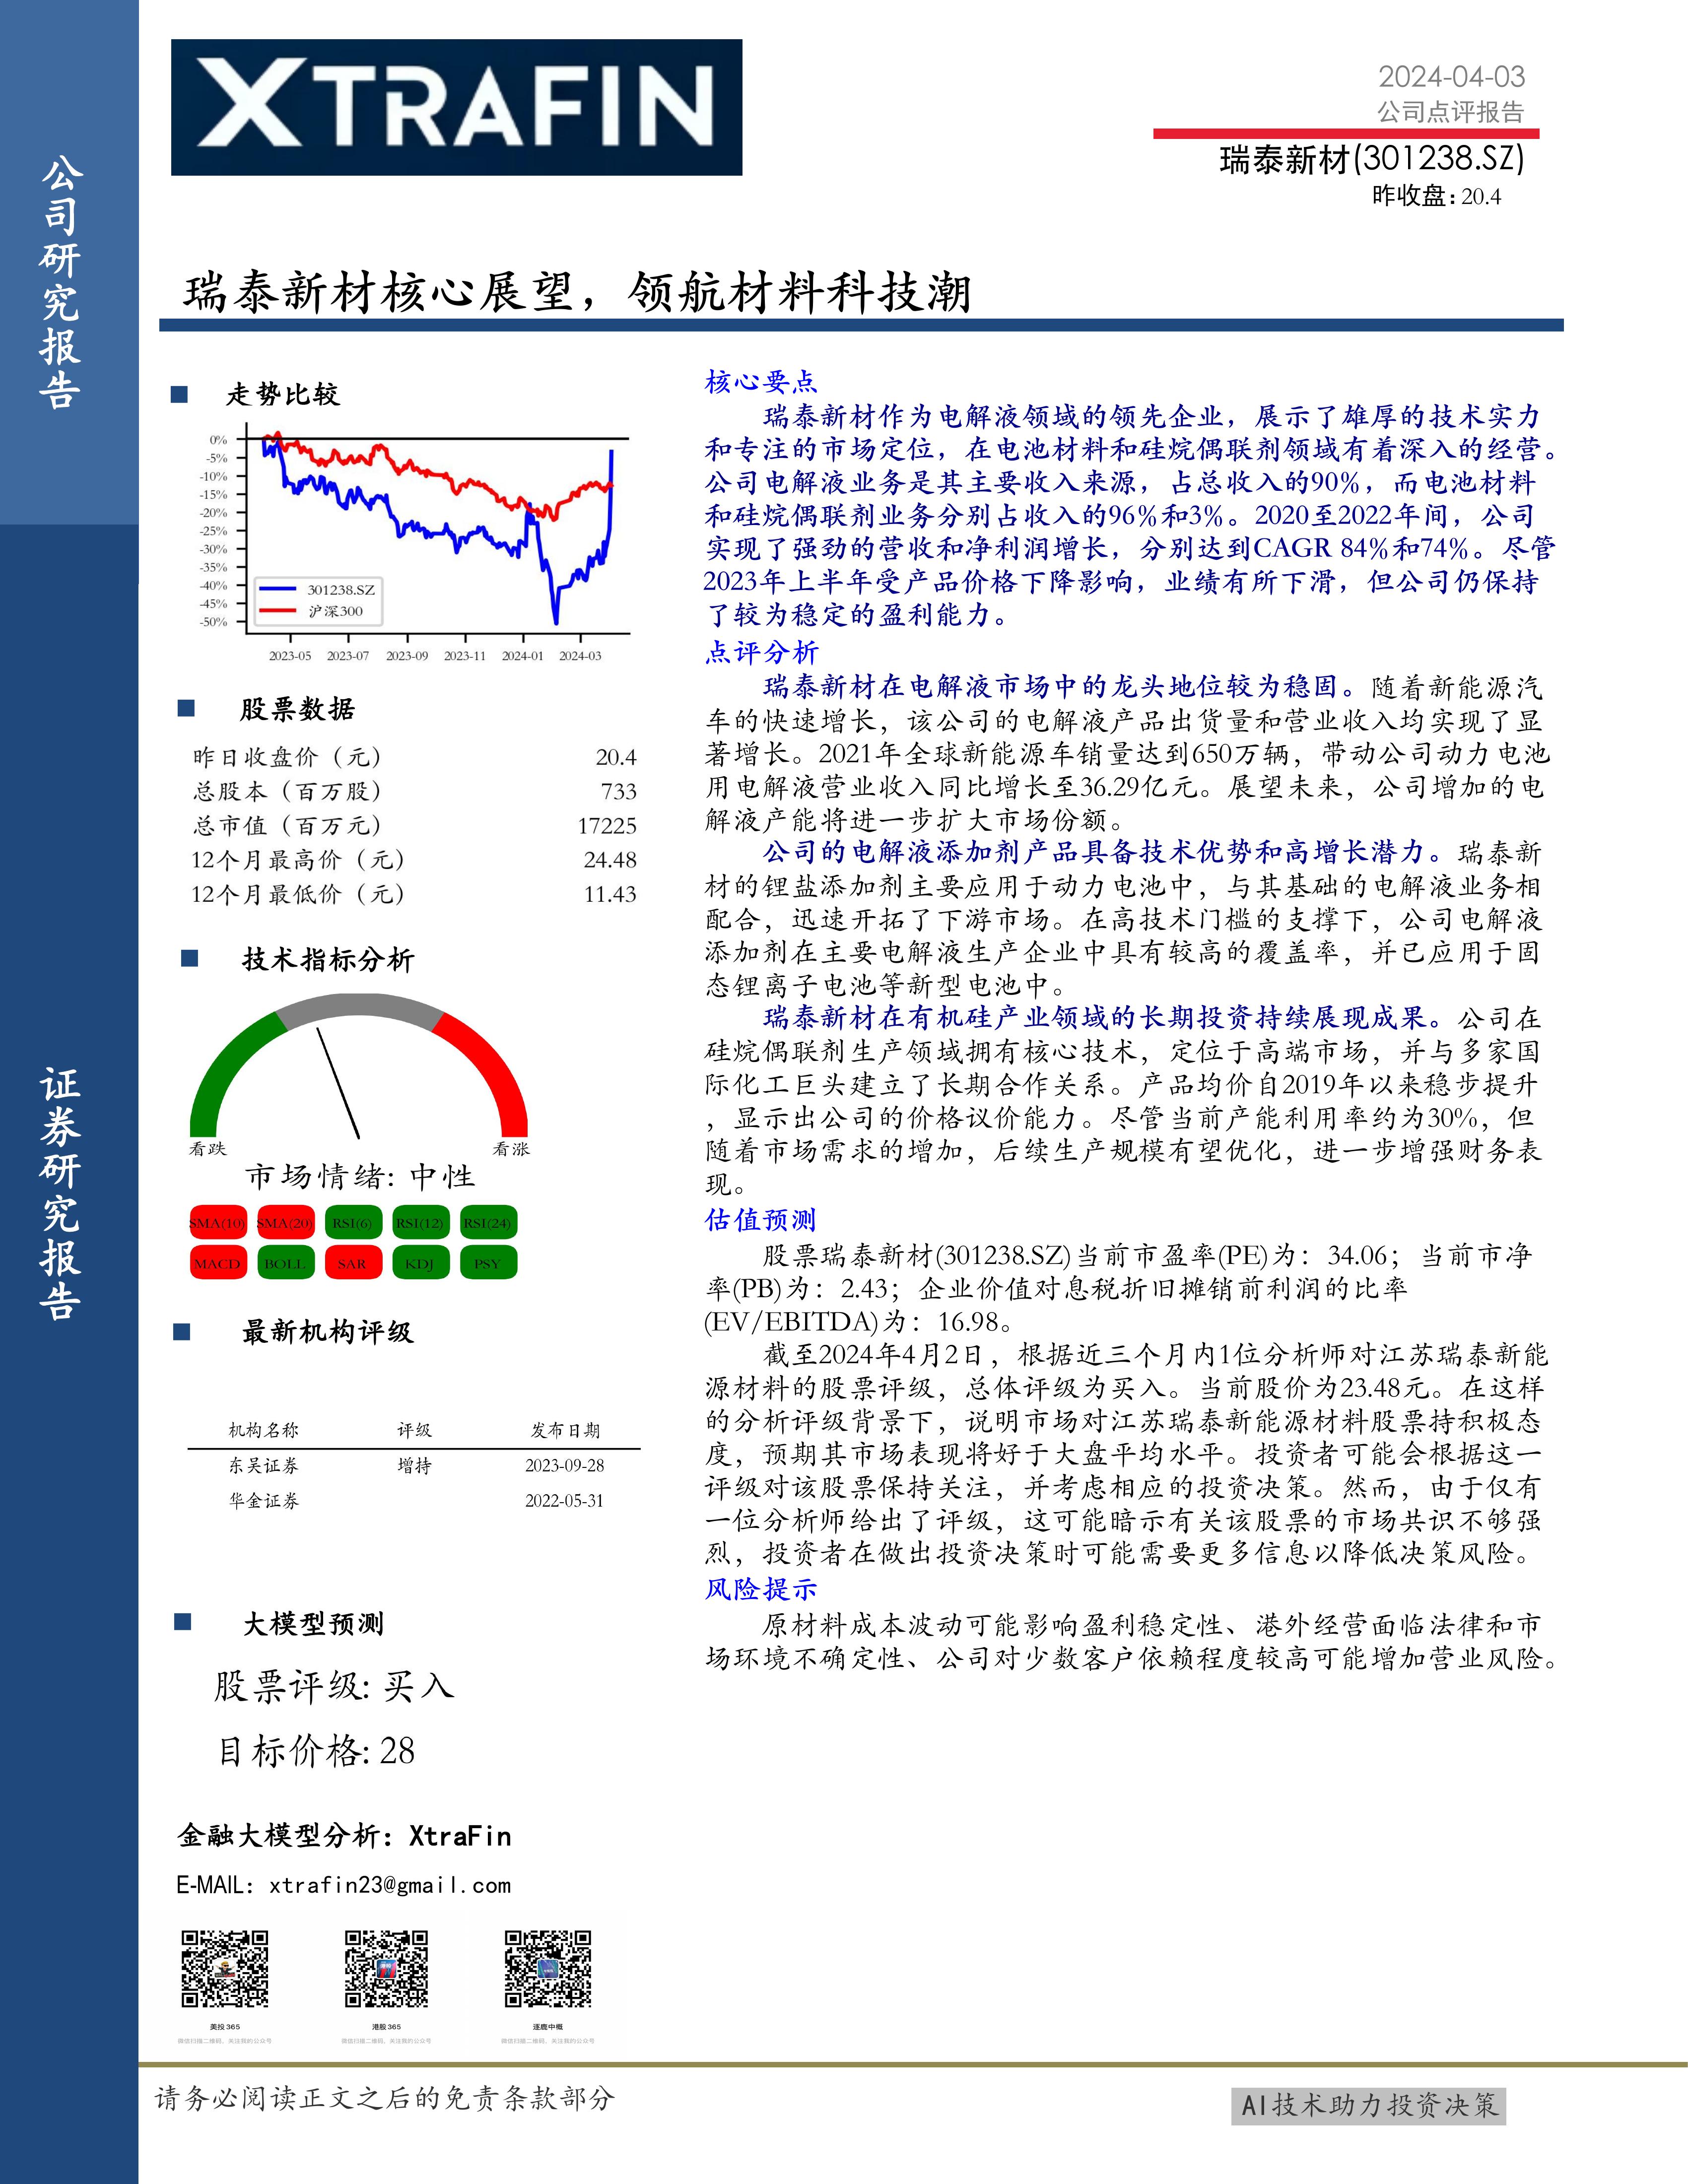 公司研究报告
证券研究报告
XTRAFIN
2024-04-03
公司点评报告
瑞泰新材(301238.SZ)
昨收盘:20.4
瑞泰新材核心展望，领航材料科技潮
走势比较
0%
-5%
-10%
-15%
-20%
-25%
-30%
-35%
-40%
-45%
-50%
301238.SZ
沪深300
2023-05 2023-07 2023-09 2023-11 2024-01 2024-03
股票数据
昨日收盘价（元） 20.4
总股本（百万股） 733
总市值（百万元） 17225
12个月最高价（元） 24.48
12个月最低价（元） 11.43
技术指标分析
看跌 看涨
市场情绪: 中性
SMA(10) SMA(20) RSI(6) RSI(12) RSI(24)
MACD BOLL SAR KDJ PSY
最新机构评级
机构名称 评级 发布日期
东吴证券 增持 2023-09-28
华金证券 2022-05-31
大模型预测
股票评级: 买入
目标价格: 28
金融大模型分析：XtraFin
E-MAIL：xtrafin23@gmail.com
美投365 港股365 逐鹿中概
微信扫描二维码，关注我的公众号 微信扫描二维码，关注我的公众号 微信扫描二维码，关注我的公众号
核心要点
瑞泰新材作为电解液领域的领先企业，展示了雄厚的技术实力
和专注的市场定位，在电池材料和硅烷偶联剂领域有着深入的经营。
公司电解液业务是其主要收入来源，占总收入的90%，而电池材料
和硅烷偶联剂业务分别占收入的96%和3%。2020至2022年间，公司
实现了强劲的营收和净利润增长，分别达到CAGR 84%和74%。尽管
2023年上半年受产品价格下降影响，业绩有所下滑，但公司仍保持
了较为稳定的盈利能力。
点评分析
瑞泰新材在电解液市场中的龙头地位较为稳固。随着新能源汽
车的快速增长，该公司的电解液产品出货量和营业收入均实现了显
著增长。2021年全球新能源车销量达到650万辆，带动公司动力电池
用电解液营业收入同比增长至36.29亿元。展望未来，公司增加的电
解液产能将进一步扩大市场份额。
公司的电解液添加剂产品具备技术优势和高增长潜力。瑞泰新
材的锂盐添加剂主要应用于动力电池中，与其基础的电解液业务相
配合，迅速开拓了下游市场。在高技术门槛的支撑下，公司电解液
添加剂在主要电解液生产企业中具有较高的覆盖率，并已应用于固
态锂离子电池等新型电池中。
瑞泰新材在有机硅产业领域的长期投资持续展现成果。公司在
硅烷偶联剂生产领域拥有核心技术，定位于高端市场，并与多家国
际化工巨头建立了长期合作关系。产品均价自2019年以来稳步提升
，显示出公司的价格议价能力。尽管当前产能利用率约为30%，但
随着市场需求的增加，后续生产规模有望优化，进一步增强财务表
现。
估值预测
股票瑞泰新材(301238.SZ)当前市盈率(PE)为：34.06；当前市净
率(PB)为：2.43；企业价值对息税折旧摊销前利润的比率
(EV/EBITDA)为：16.98。
截至2024年4月2日，根据近三个月内1位分析师对江苏瑞泰新能
源材料的股票评级，总体评级为买入。当前股价为23.48元。在这样
的分析评级背景下，说明市场对江苏瑞泰新能源材料股票持积极态
度，预期其市场表现将好于大盘平均水平。投资者可能会根据这一
评级对该股票保持关注，并考虑相应的投资决策。然而，由于仅有
一位分析师给出了评级，这可能暗示有关该股票的市场共识不够强
烈，投资者在做出投资决策时可能需要更多信息以降低决策风险。
风险提示
原材料成本波动可能影响盈利稳定性、港外经营面临法律和市
场环境不确定性、公司对少数客户依赖程度较高可能增加营业风险。
请务必阅读正文之后的免责条款部分
AI技术助力投资决策